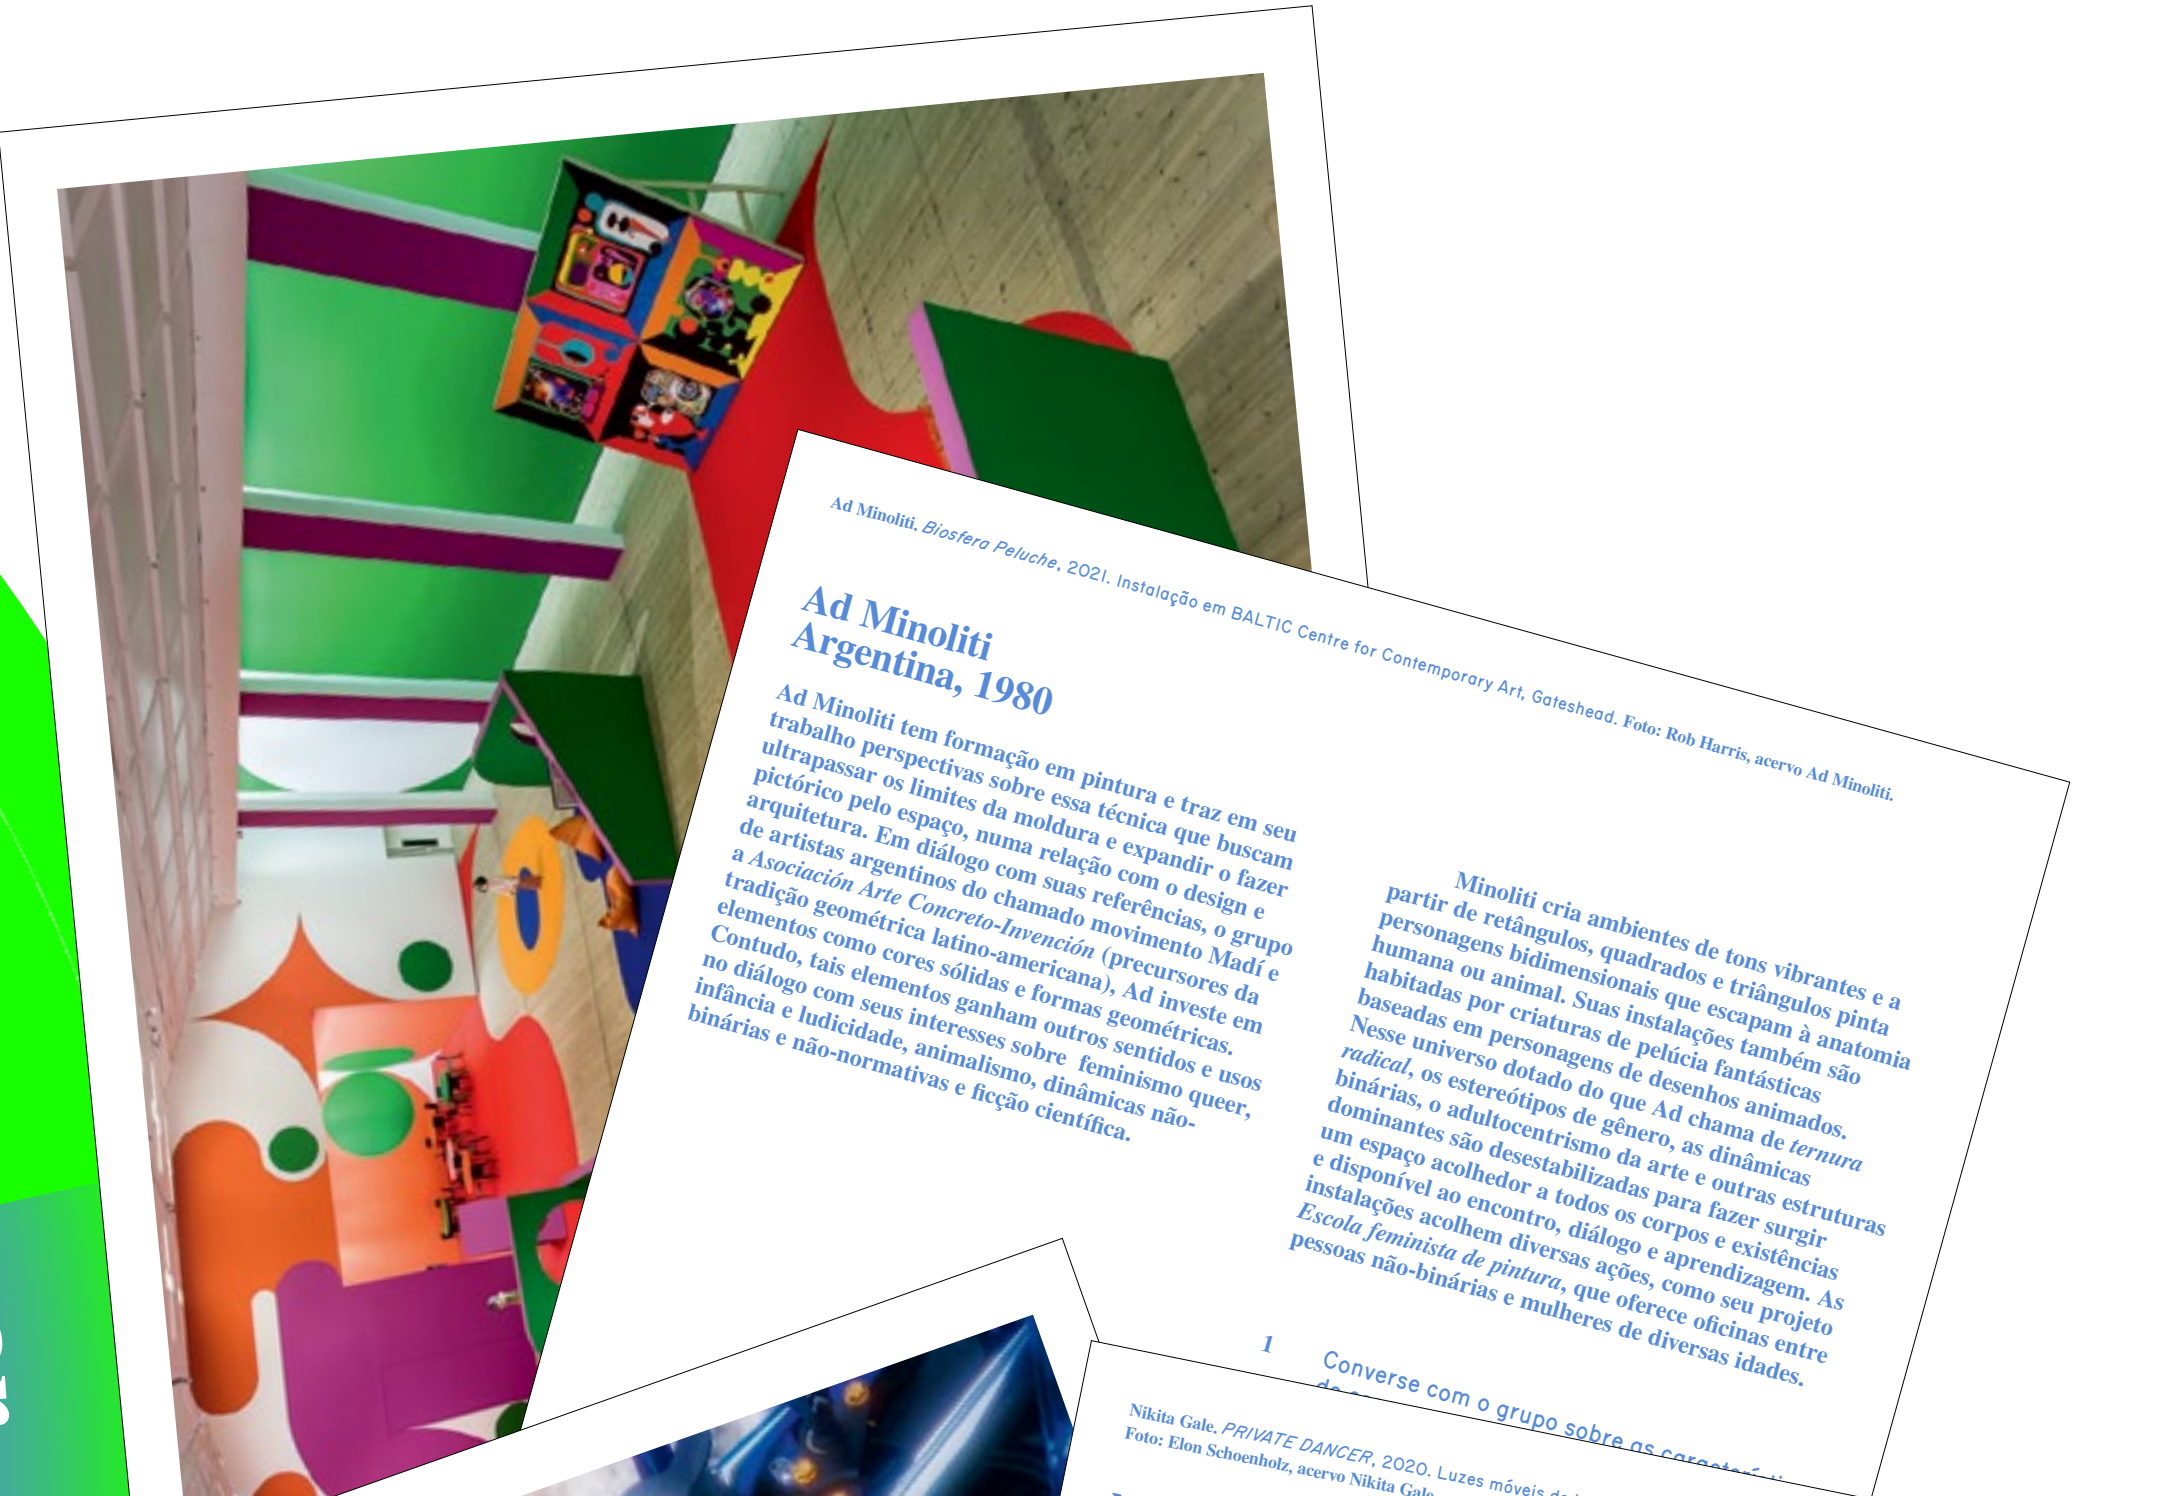 Ad Minoliti. Biosfera Peluche, 2021. Instalação em BALTIC Centre for Contemporary Art, Gateshead. Foto: Rob Harris, acervo Ad Minoliti.
Ad Minoliti
Argentina, 1980
Ad Minoliti tem formação em pintura e traz em seu
trabalho perspectivas sobre essa técnica que buscam
ultrapassar os limites da moldura e expandir o fazer
pictórico pelo espaço, numa relação com o design e
arquitetura. Em diálogo com suas referências, o grupo
de artistas argentinos do chamado movimento Madí e
a Asociación Arte Concreto-Invención (precursores da
tradição geométrica latino-americana), Ad investe em
elementos como cores sólidas e formas geométricas.
Contudo, tais elementos ganham outros sentidos e usos
no diálogo com seus interesses sobre feminismo queer,
infância e ludicidade, animalismo, dinâmicas não-
binárias e não-normativas e ficção científica.
Minoliti cria ambientes de tons vibrantes e a
partir de retângulos, quadrados e triângulos pinta
personagens bidimensionais que escapam à anatomia
humana ou animal. Suas instalações também são
habitadas por criaturas de pelúcia fantásticas
baseadas em personagens de desenhos animados.
Nesse universo dotado do que Ad chama de ternura
radical, os estereótipos de gênero, as dinâmicas
binárias, o adultocentrismo da arte e outras estruturas
dominantes são desestabilizadas para fazer surgir
um espaço acolhedor a todos os corpos e existências
e disponível ao encontro, diálogo e aprendizagem. As
instalações acolhem diversas ações, como seu projeto
Escola feminista de pintura, que oferece oficinas entre
pessoas não-binárias e mulheres de diversas idades.
1 Converse com o grupo sobre as
Nikita Gale. PRIVATE DANCER, 2020. Luzes móveis
Foto: Elon Schoenholz, acervo Nikita Gale